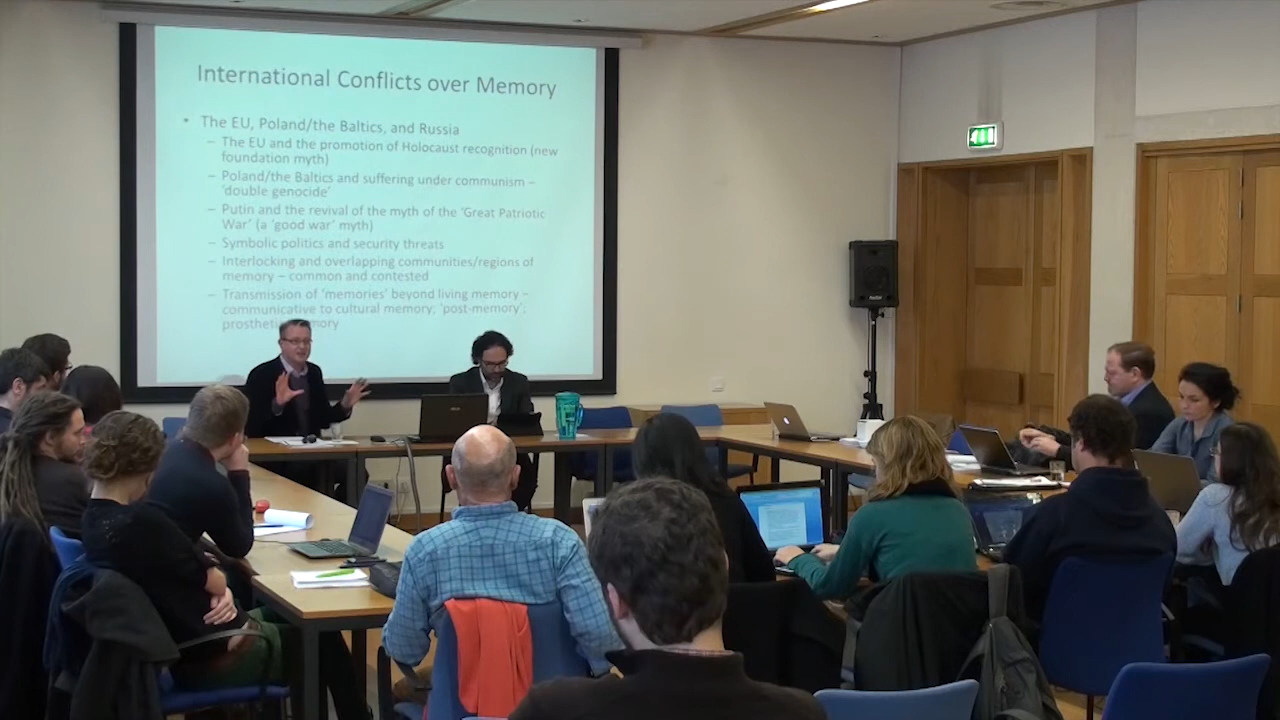 International Conflicts over Memory
• The EU, Poland/the Baltics, and Russia
– The EU and the promotion of Holocaust recognition (new
foundation myth)
– Poland/the Baltics and suffering under communism –
'double genocide'
– Putin and the revival of the myth of the 'Great Patriotic
War' (a 'good war' myth)
– Symbolic politics and security threats
– Interlocking and overlapping communities/regions of
memory – common and contested
– Transmission of 'memories' beyond living memory –
communicative to cultural memory; 'post-memory';